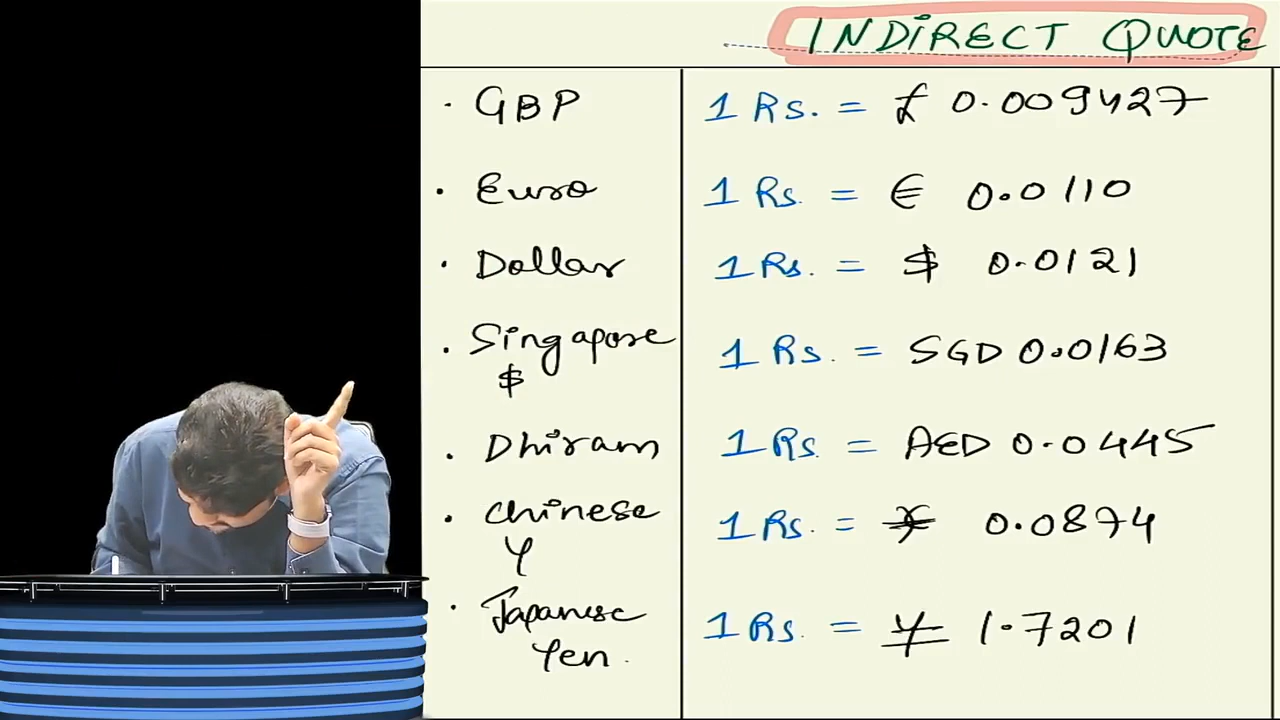 INDIRECT QUOTE
· GBP 1 Rs. = £ 0.009427
· Euro 1 Rs. = € 0.0110
· Dollar 1 Rs. = $ 0.0121
· Singapore 1 Rs. = SGD 0.0163
$
· Dhiram 1 Rs. = AED 0.0445
· Chinese 1 Rs. = ¥ 0.0874
Y
· Japanese 1 Rs. = ¥ 1.7201
Yen.